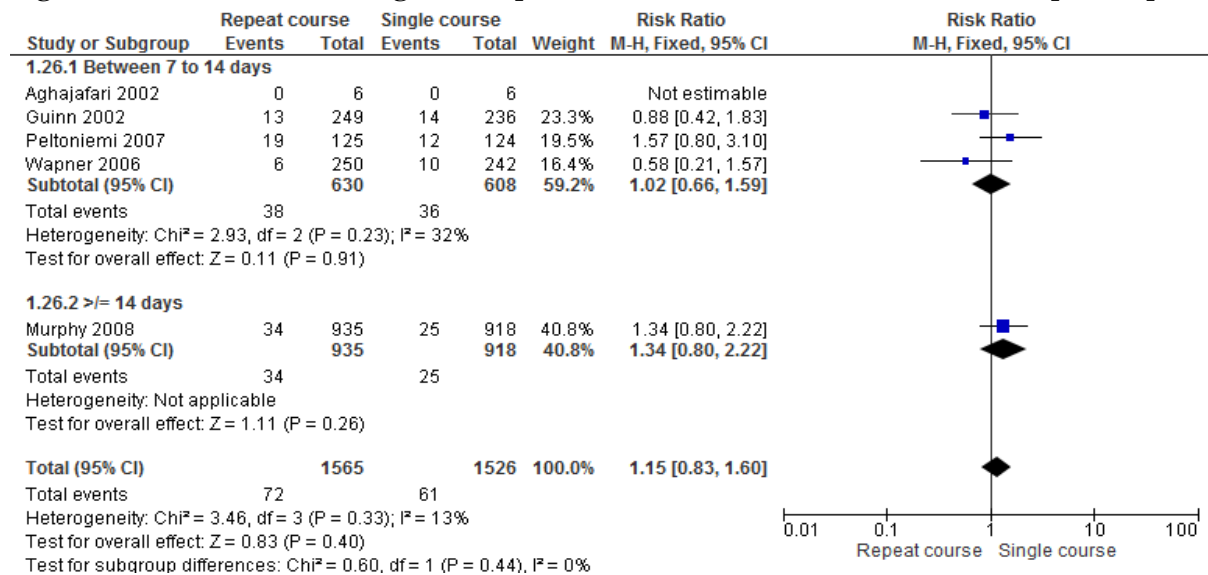 Repeat course Single course Risk Ratio Risk Ratio
Study or Subgroup Events Total Events Total Weight M-H, Fixed, 95% CI M-H, Fixed, 95% CI
1.26.1 Between 7 to 14 days
Aghajafari 2002 0 6 0 6 Not estimable
Guinn 2002 13 249 14 236 23.3% 0.88 [0.42, 1.83]
Peltoniemi 2007 19 125 12 124 19.5% 1.57 [0.80, 3.10]
Wapner 2006 6 250 10 242 16.4% 0.58 [0.21, 1.57]
Subtotal (95% CI) 630 608 59.2% 1.02 [0.66, 1.59]
Total events 38 36
Heterogeneity: Chi² = 2.93, df = 2 (P = 0.23); I² = 32%
Test for overall effect: Z = 0.11 (P = 0.91)
1.26.2 >/= 14 days
Murphy 2008 34 935 25 918 40.8% 1.34 [0.80, 2.22]
Subtotal (95% CI) 935 918 40.8% 1.34 [0.80, 2.22]
Total events 34 25
Heterogeneity: Not applicable
Test for overall effect: Z = 1.11 (P = 0.26)
Total (95% CI) 1565 1526 100.0% 1.15 [0.83, 1.60]
Total events 72 61
Heterogeneity: Chi² = 3.46, df = 3 (P = 0.33); I² = 13%
Test for overall effect: Z = 0.83 (P = 0.40)
Test for subgroup differences: Chi² = 0.60, df = 1 (P = 0.44), I² = 0%
0.01 0.1 1 10 100
Repeat course Single course